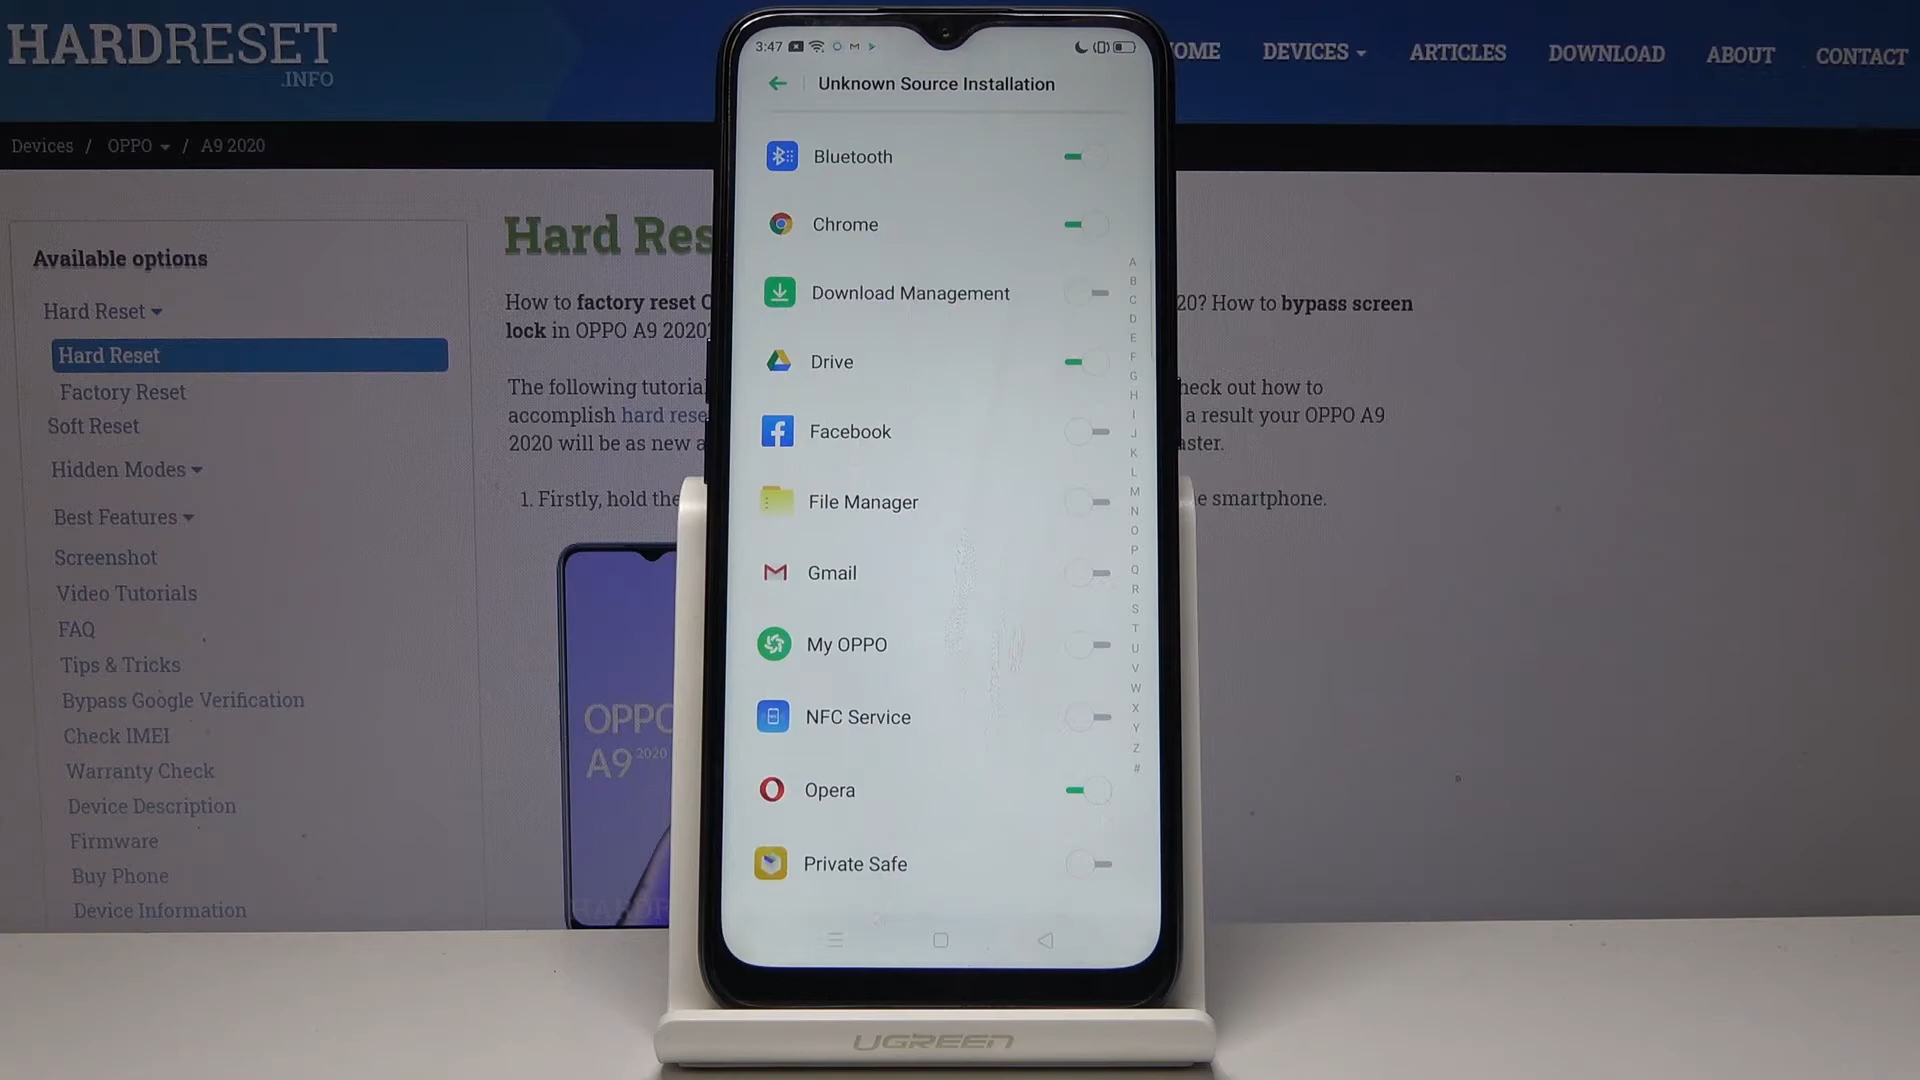 HARDRESET
.INFO
OME DEVICES ARTICLES DOWNLOAD ABOUT CONTACT
Devices / OPPO / A9 2020
Available options
Hard Reset
Hard Reset
Factory Reset
Soft Reset
Hidden Modes
Best Features
Screenshot
Video Tutorials
FAQ
Tips & Tricks
Bypass Google Verification
Check IMEI
Warranty Check
Device Description
Firmware
Buy Phone
Device Information
Hard Res
How to factory reset O 20? How to bypass screen
lock in OPPO A9 2020?
The following tutorial heck out how to
accomplish hard rese a result your OPPO A9
2020 will be as new a aster.
1. Firstly, hold the e smartphone.
OPPO
A9 2020
HARDR
3:47
Unknown Source Installation
Bluetooth
Chrome
Download Management
Drive
Facebook
File Manager
Gmail
My OPPO
NFC Service
Opera
Private Safe
A
B
C
D
E
F
G
H
I
J
K
L
M
N
O
P
Q
R
S
T
U
V
W
X
Y
Z
#
UGREEN